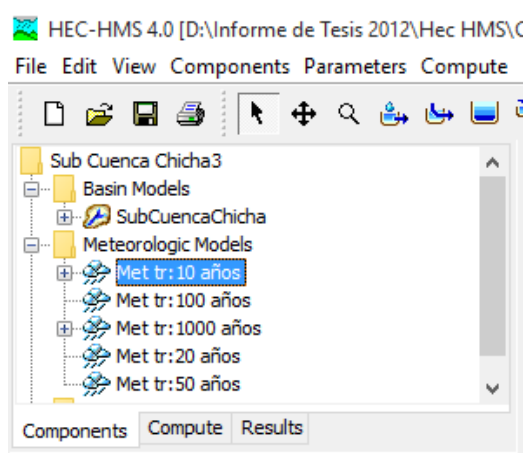 HEC-HMS 4.0 [D:\Informe de Tesis 2012\Hec HMS\
File Edit View Components Parameters Compute
Sub Cuenca Chicha3
Basin Models
SubCuencaChicha
Meteorologic Models
Met tr:10 años
Met tr:100 años
Met tr:1000 años
Met tr:20 años
Met tr:50 años
Components Compute Results